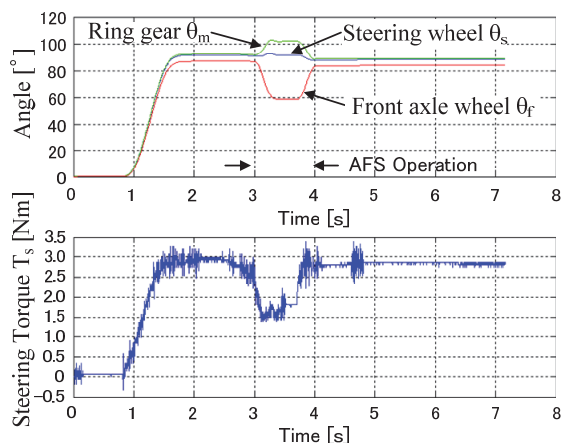 120
100
80
60
40
20
0
Angle [°]
Ring gear θm
Steering wheel θs
Front axle wheel θf
AFS Operation
0 1 2 3 4 5 6 7 8
Time [s]
3.5
3.0
2.5
2.0
1.5
1.0
0.5
0
−0.5
Steering Torque Ts [Nm]
0 1 2 3 4 5 6 7 8
Time [s]